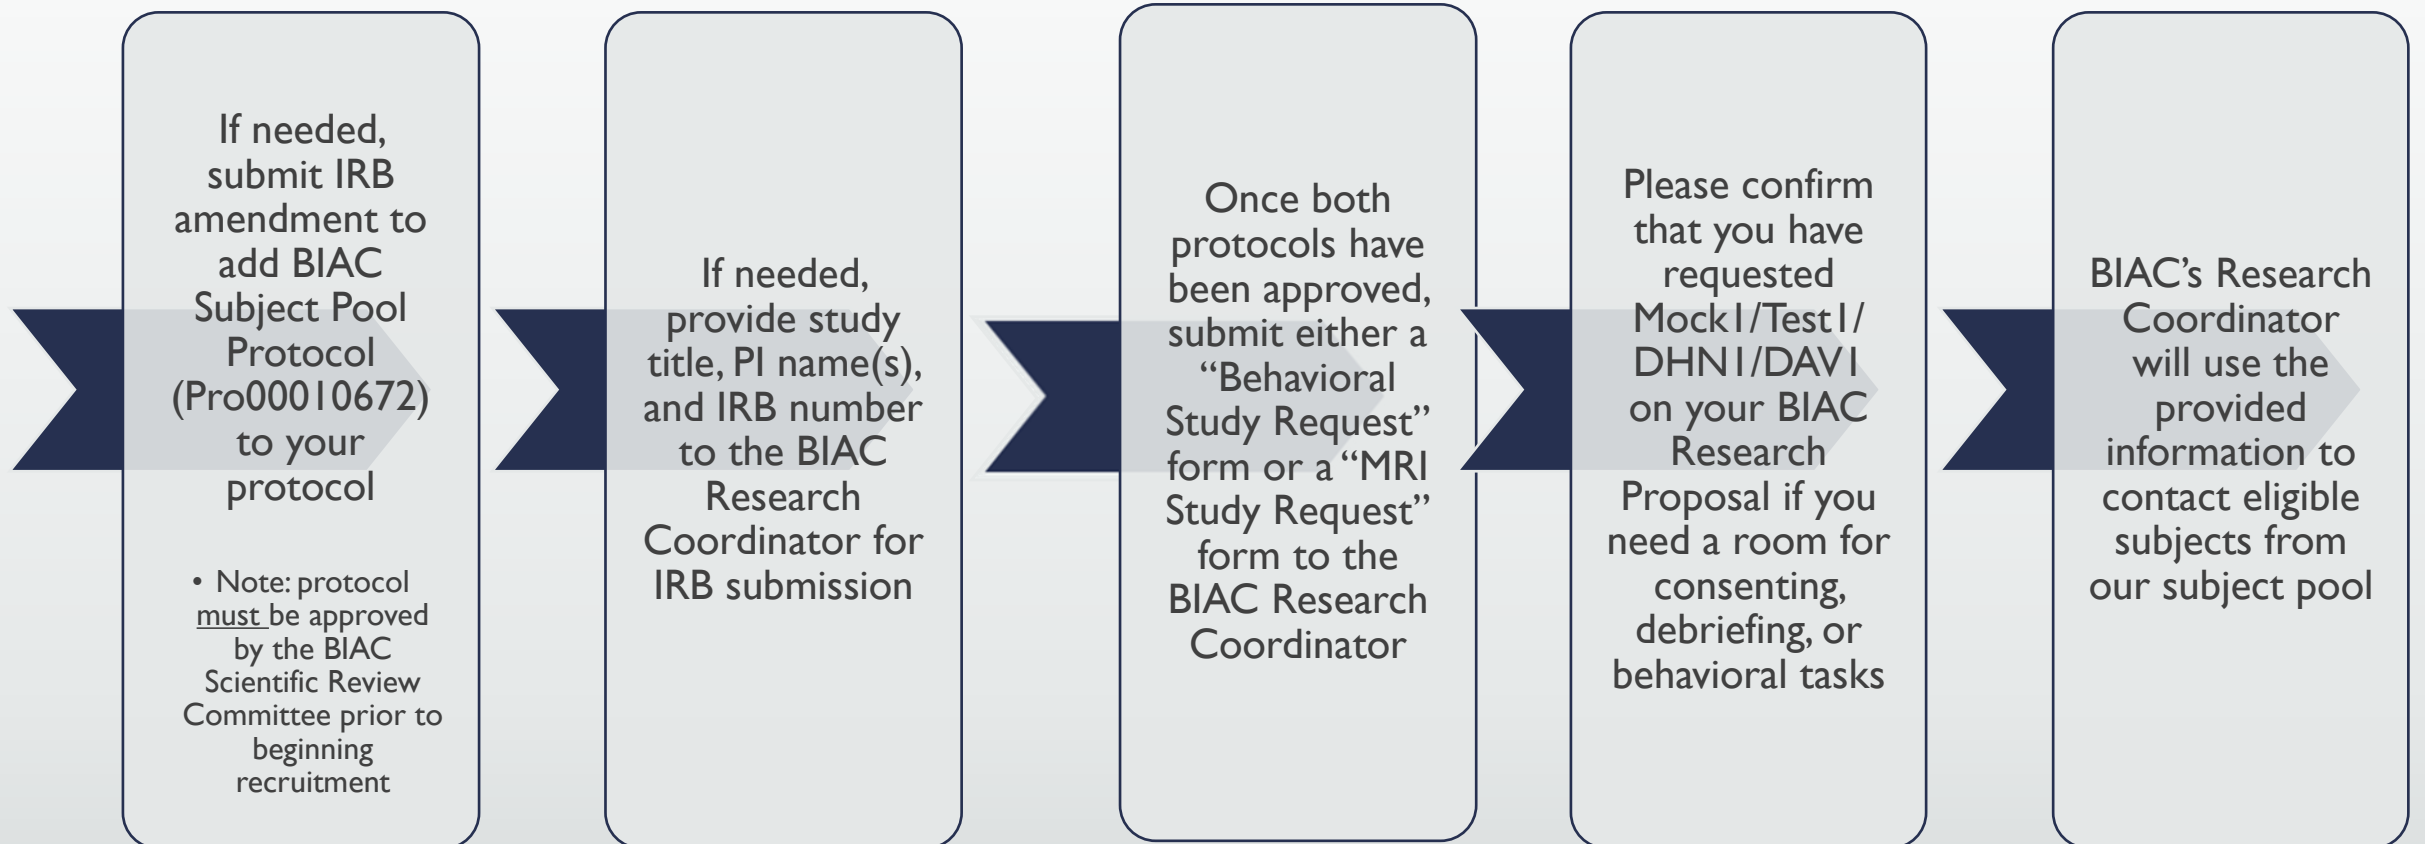 If needed,
submit IRB
amendment to
add BIAC
Subject Pool
Protocol
(Pro00010672)
to your
protocol
• Note: protocol
must be approved
by the BIAC
Scientific Review
Committee prior to
beginning
recruitment
If needed,
provide study
title, PI name(s),
and IRB number
to the BIAC
Research
Coordinator for
IRB submission
Once both
protocols have
been approved,
submit either a
“Behavioral
Study Request”
form or a “MRI
Study Request”
form to the
BIAC Research
Coordinator
Please confirm
that you have
requested
Mock1/Test1/
DHN1/DAV1
on your BIAC
Research
Proposal if you
need a room for
consenting,
debriefing, or
behavioral tasks
BIAC’s Research
Coordinator
will use the
provided
information to
contact eligible
subjects from
our subject pool